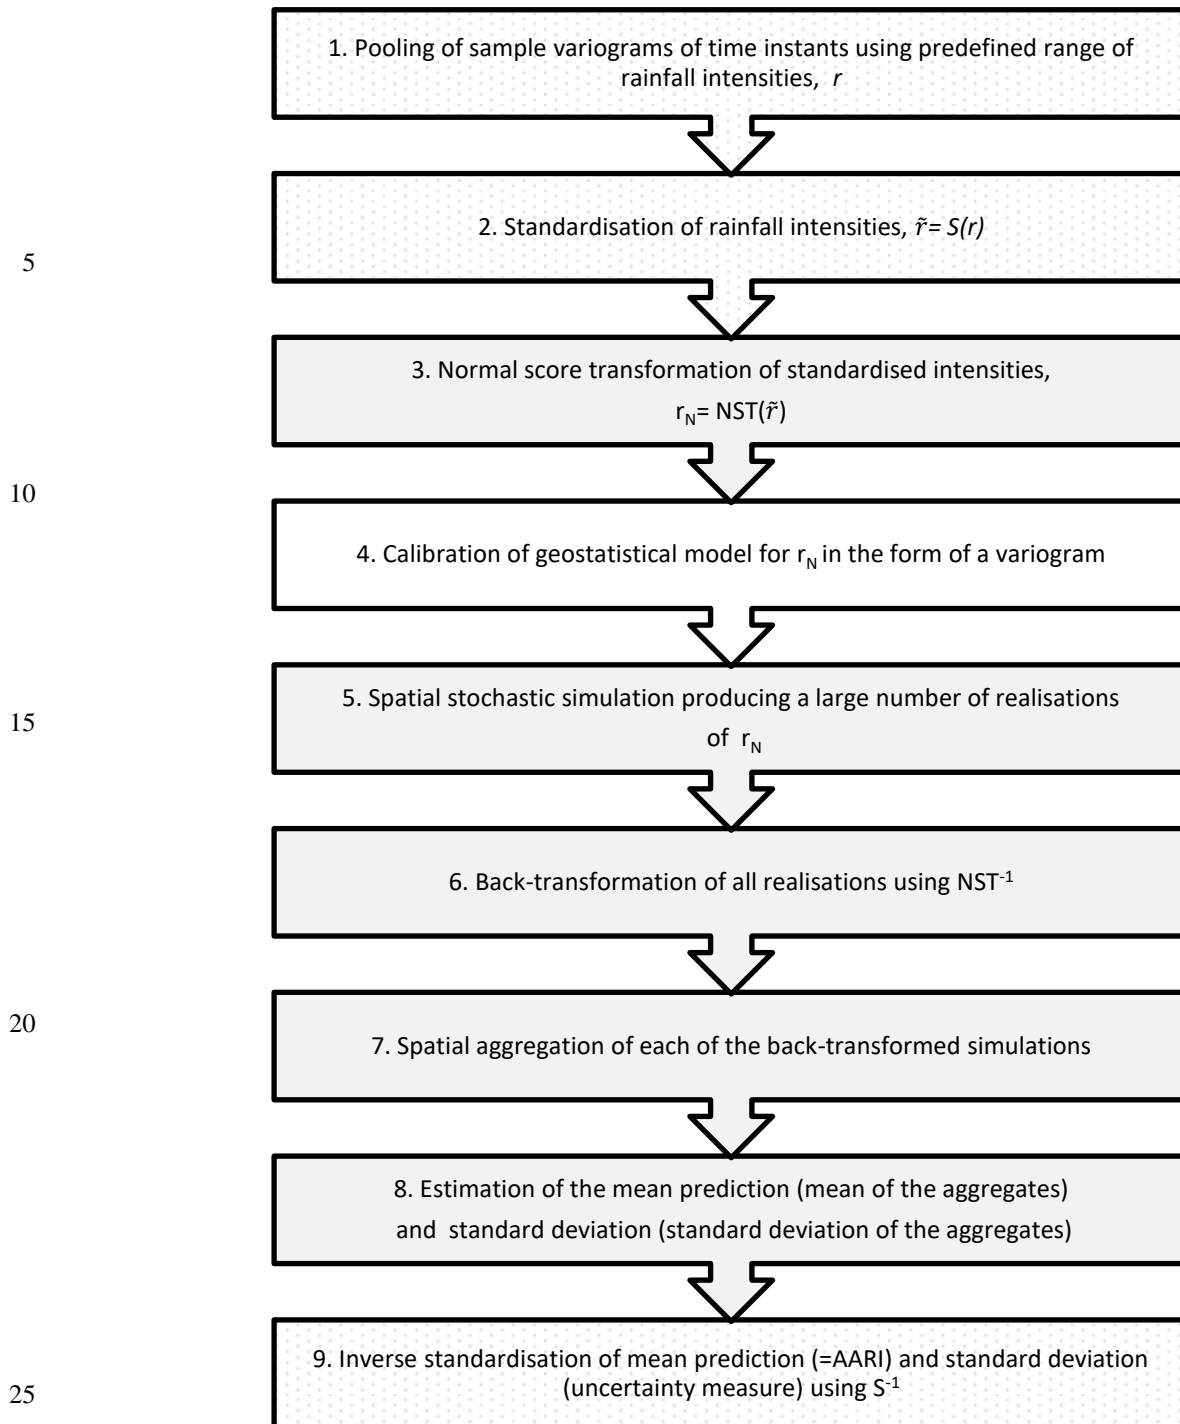 1. Pooling of sample variograms of time instants using predefined range of
rainfall intensities, r
2. Standardisation of rainfall intensities, r̃= S(r)
5
3. Normal score transformation of standardised intensities,
rN= NST(r̃)
10
4. Calibration of geostatistical model for rN in the form of a variogram
5. Spatial stochastic simulation producing a large number of realisations
15
of rN
6. Back-transformation of all realisations using NST-1
20
7. Spatial aggregation of each of the back-transformed simulations
8. Estimation of the mean prediction (mean of the aggregates)
and standard deviation (standard deviation of the aggregates)
9. Inverse standardisation of mean prediction (=AARI) and standard deviation
(uncertainty measure) using S-1
25